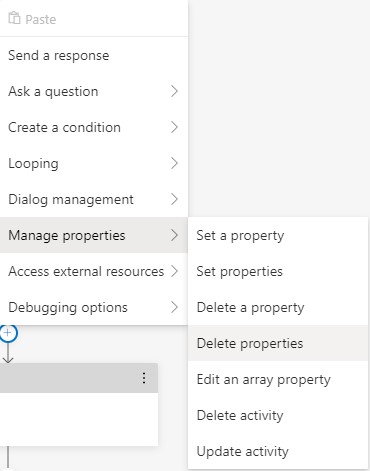 Paste
Send a response
Ask a question
Create a condition
Looping
Dialog management
Manage properties
Access external resources
Debugging options
Set a property
Set properties
Delete a property
Delete properties
Edit an array property
Delete activity
Update activity